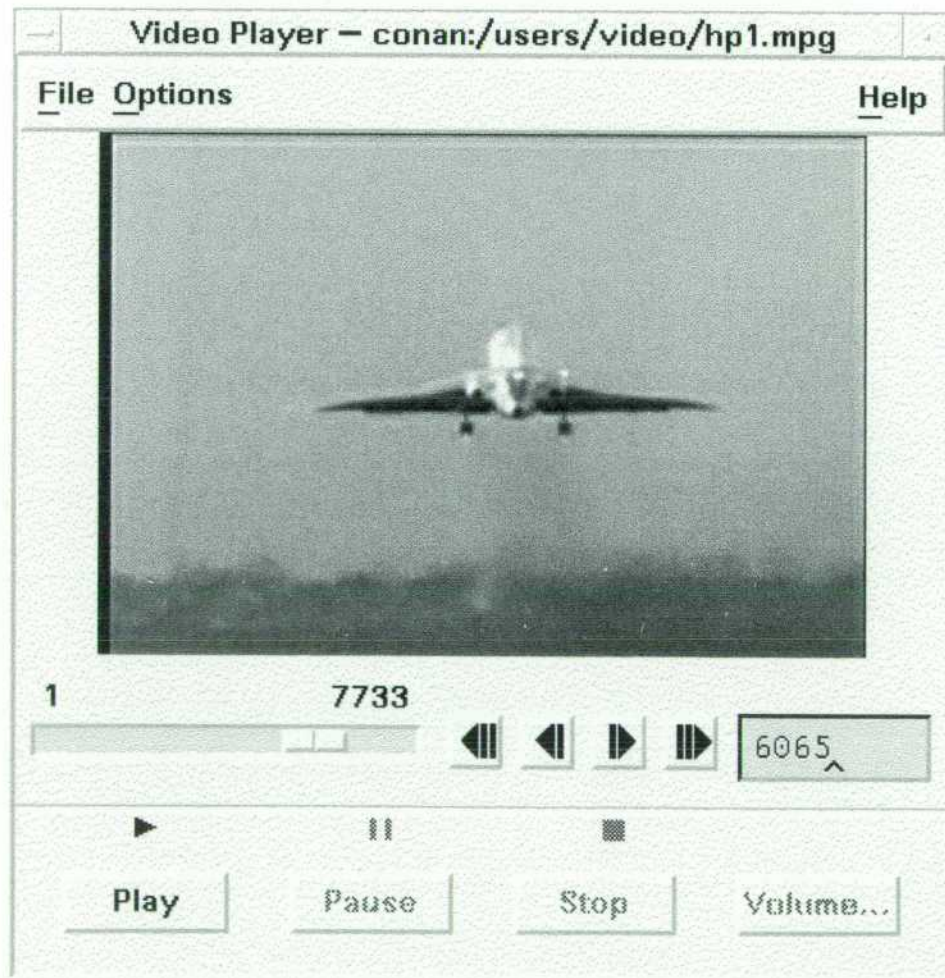 Video Player – conan:/users/video/hp1.mpg
File Options Help
1 7733
6065
Play Pause Stop Volume...